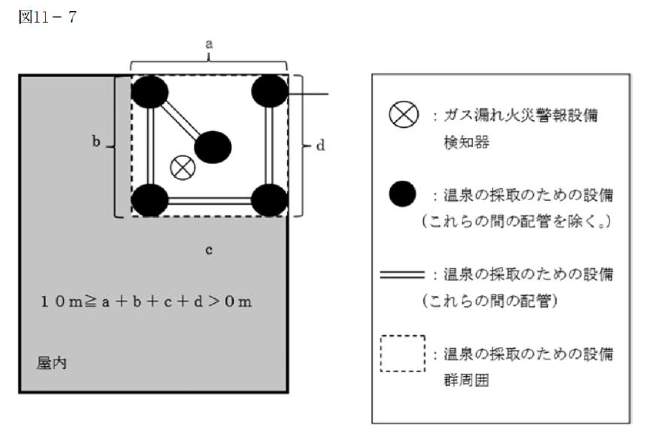 図11－7
a
b
d
c
１０m≧a＋b＋c＋d＞０m
屋内
：ガス漏れ火災警報設備
検知器
：温泉の採取のための設備
(これらの間の配管を除く。)
：温泉の採取のための設備
(これらの間の配管)
：温泉の採取のための設備
群周囲